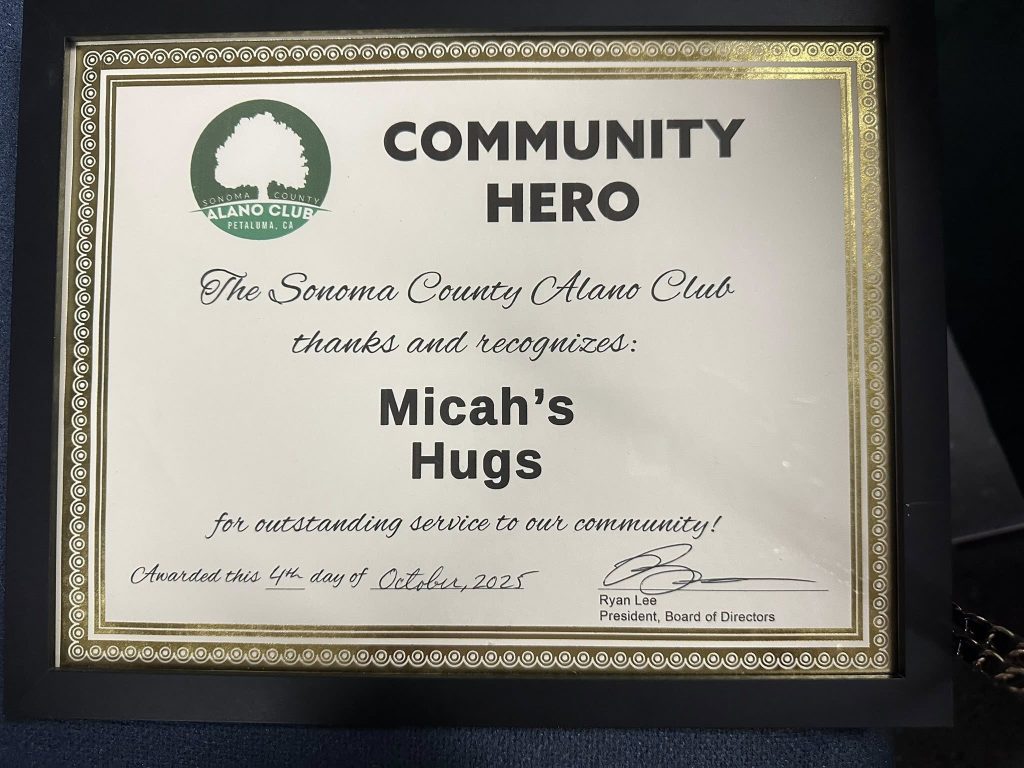 SONOMA COUNTY
ALANO CLUB
PETALUMA, CA
COMMUNITY
HERO
The Sonoma County Alano Club
thanks and recognizes:
Micah's
Hugs
for outstanding service to our community!
Awarded this 4th day of October, 2025
Ryan Lee
President, Board of Directors